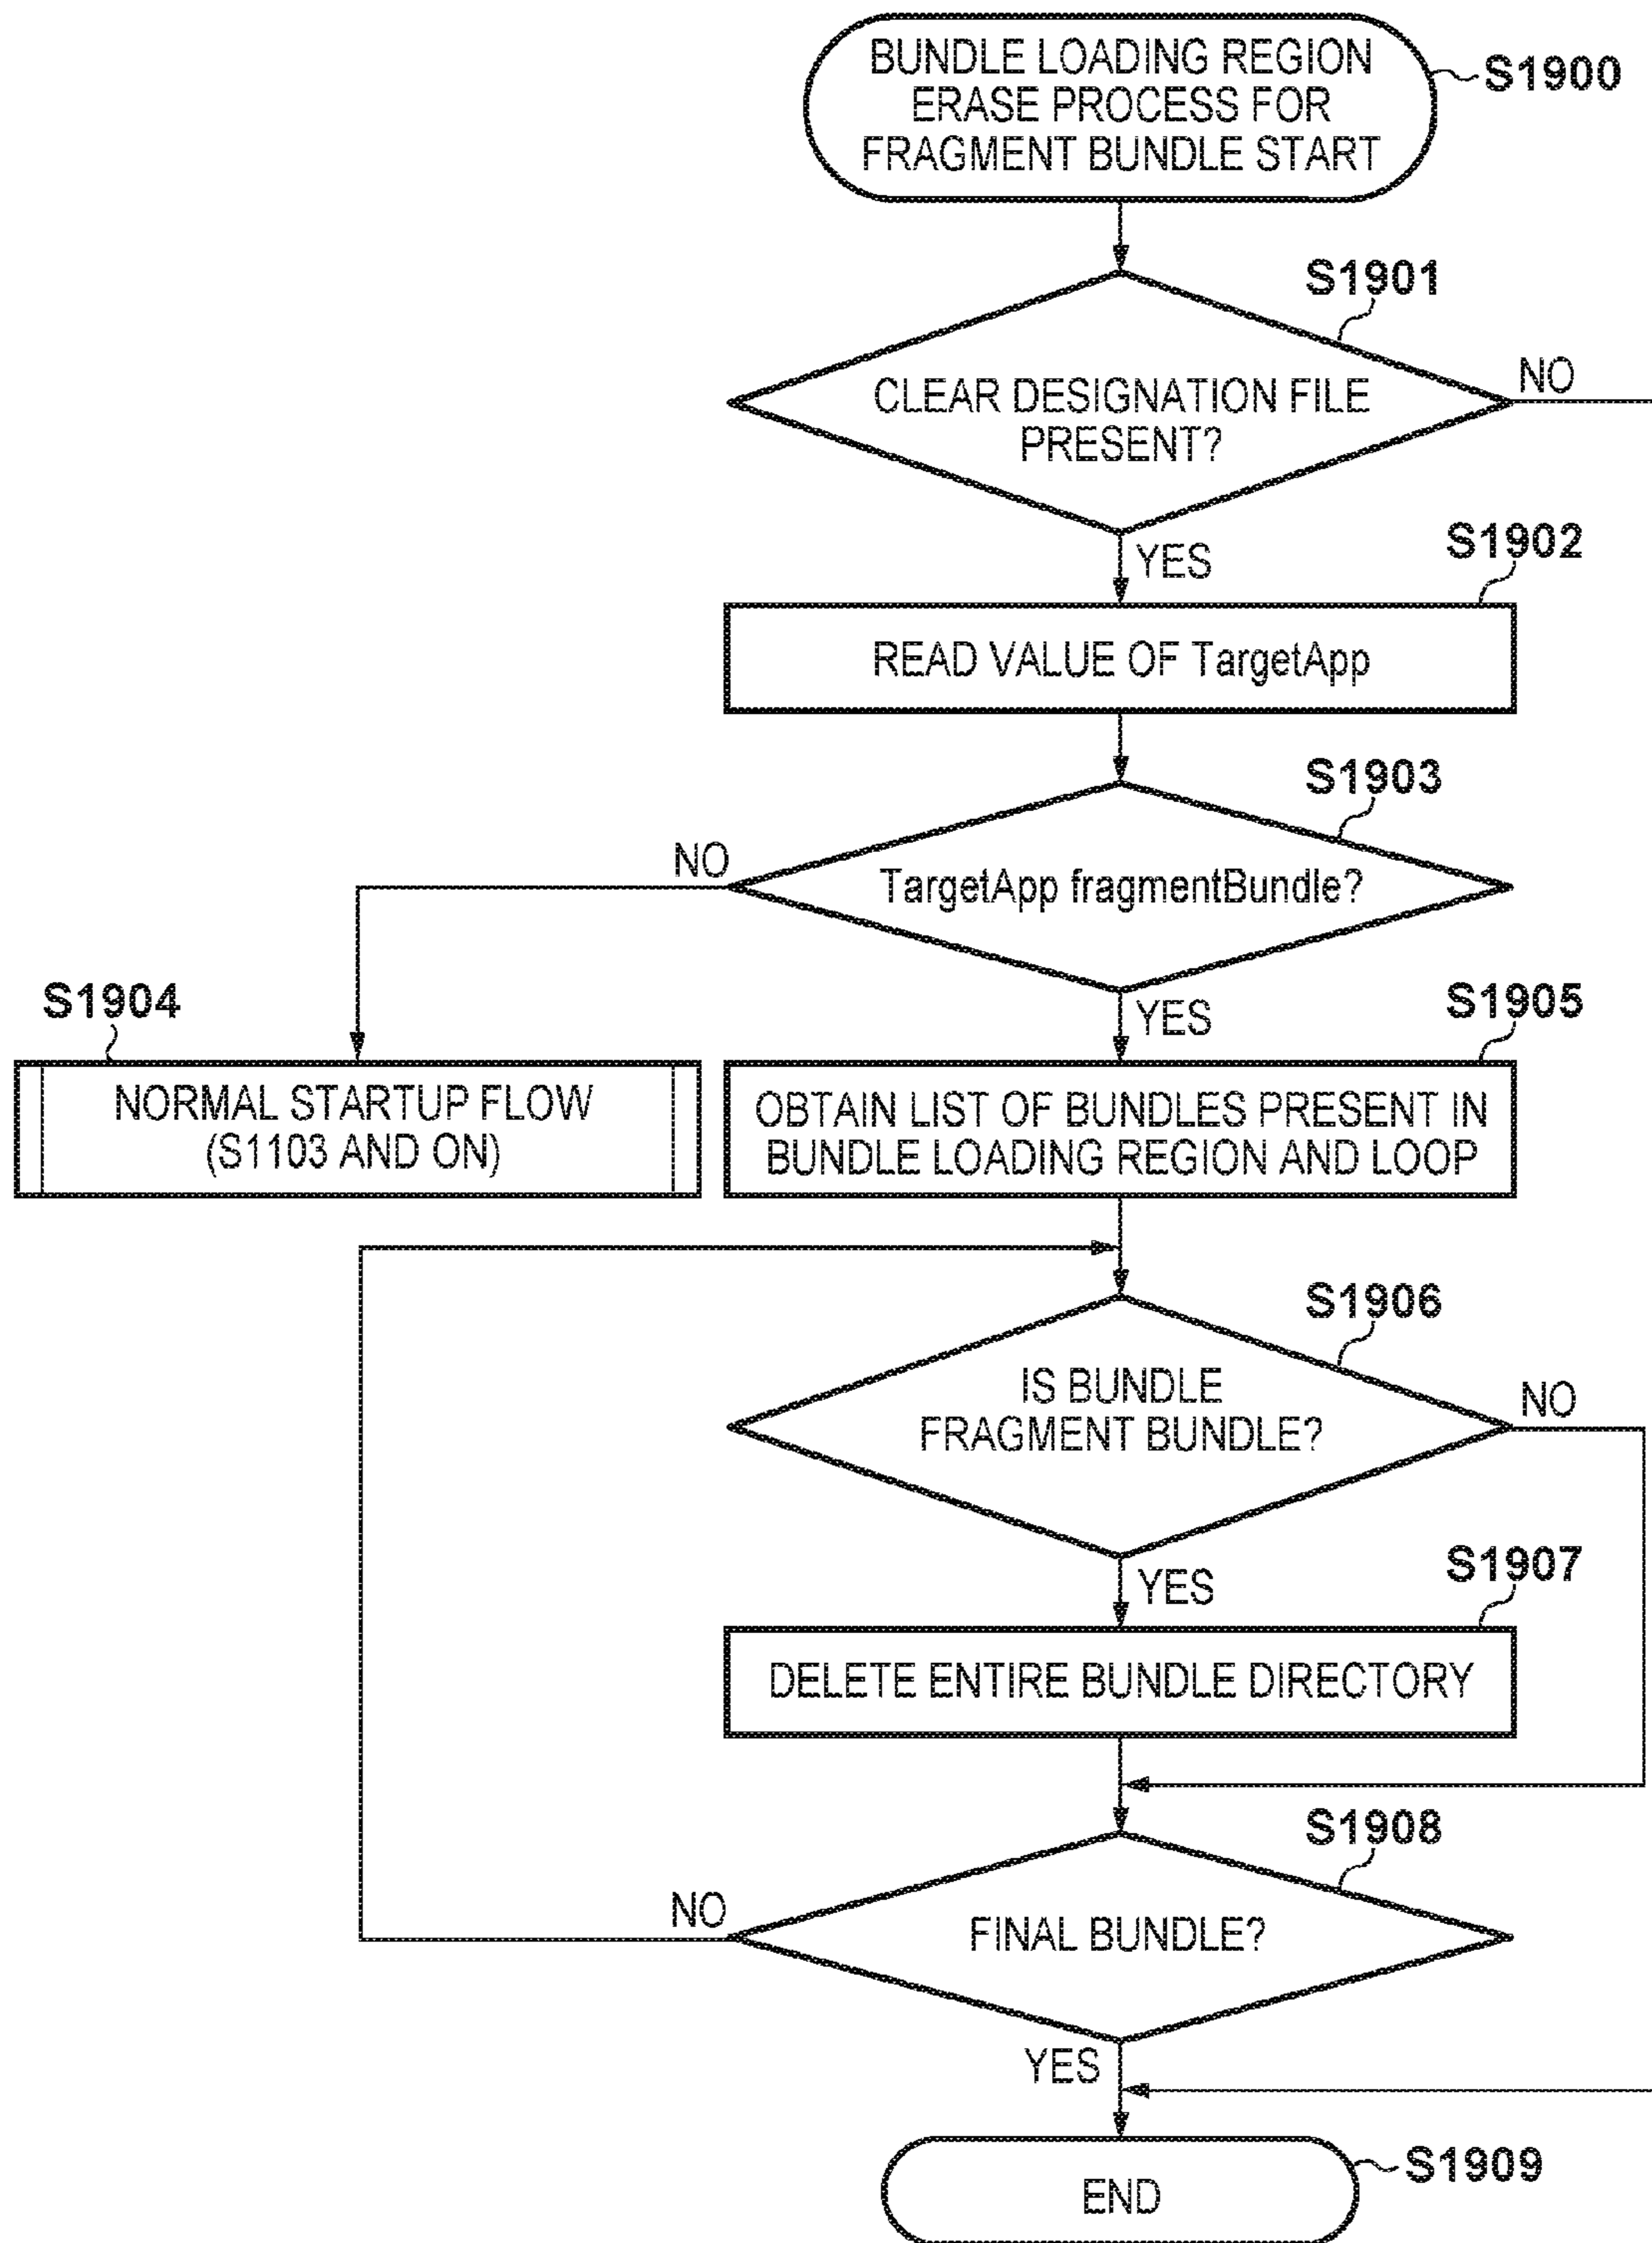 BUNDLE LOADING REGION
ERASE PROCESS FOR
FRAGMENT BUNDLE START
S1900
S1901
CLEAR DESIGNATION FILE
PRESENT?
NO
YES
S1902
READ VALUE OF TargetApp
S1903
NO
TargetApp fragmentBundle?
YES
S1904
NORMAL STARTUP FLOW
(S1103 AND ON)
S1905
OBTAIN LIST OF BUNDLES PRESENT IN
BUNDLE LOADING REGION AND LOOP
S1906
IS BUNDLE
FRAGMENT BUNDLE?
NO
YES
S1907
DELETE ENTIRE BUNDLE DIRECTORY
S1908
NO
FINAL BUNDLE?
YES
END
S1909